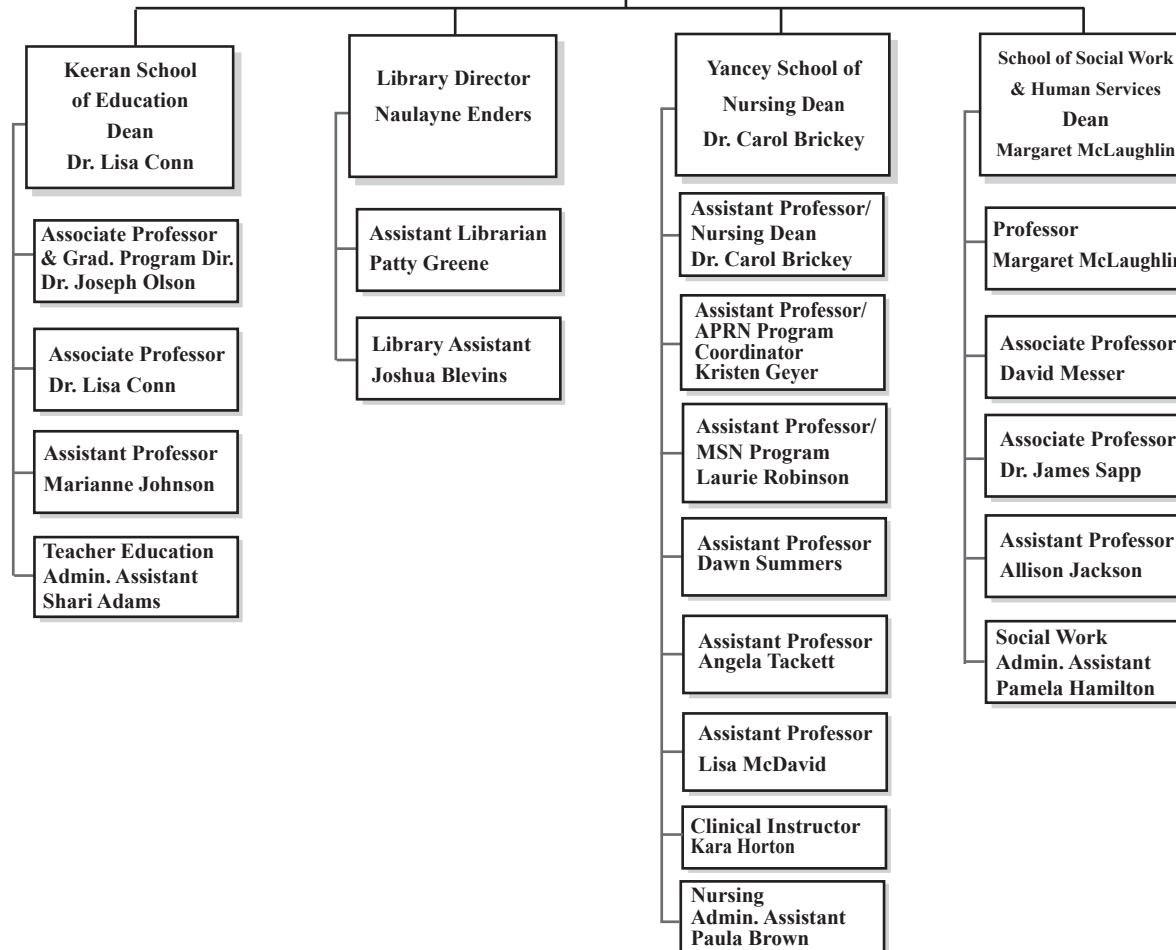 Keeran School
of Education
Dean
Dr. Lisa Conn
Associate Professor
& Grad. Program Dir.
Dr. Joseph Olson
Associate Professor
Dr. Lisa Conn
Assistant Professor
Marianne Johnson
Teacher Education
Admin. Assistant
Shari Adams
Library Director
Naulayne Enders
Assistant Librarian
Patty Greene
Library Assistant
Joshua Blevins
Yancey School of
Nursing Dean
Dr. Carol Brickey
Assistant Professor/
Nursing Dean
Dr. Carol Brickey
Assistant Professor/
APRN Program
Coordinator
Kristen Geyer
Assistant Professor/
MSN Program
Laurie Robinson
Assistant Professor
Dawn Summers
Assistant Professor
Angela Tackett
Assistant Professor
Lisa McDavid
Clinical Instructor
Kara Horton
Nursing
Admin. Assistant
Paula Brown
School of Social Work
& Human Services
Dean
Margaret McLaughlin
Professor
Margaret McLaughlin
Associate Professor
David Messer
Associate Professor
Dr. James Sapp
Assistant Professor
Allison Jackson
Social Work
Admin. Assistant
Pamela Hamilton